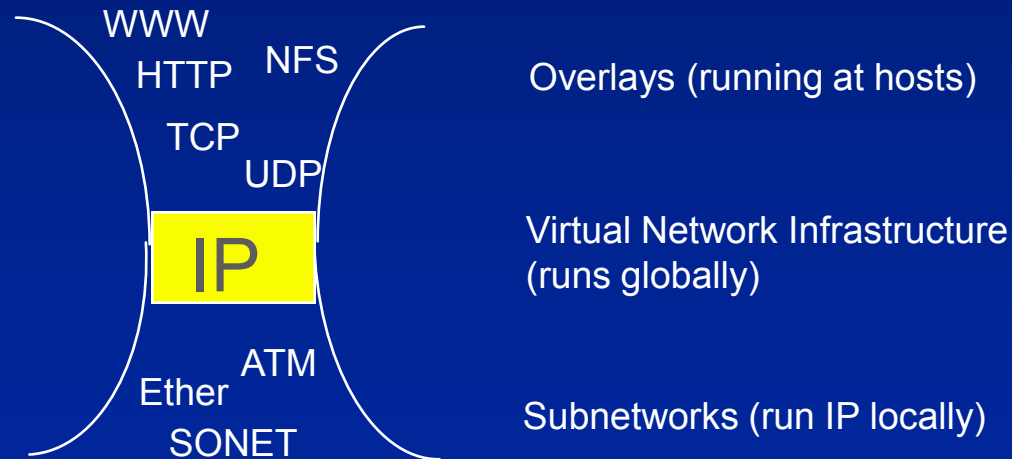 WWW
HTTP
NFS
TCP
UDP
IP
ATM
Ether
SONET
Overlays (running at hosts)
Virtual Network Infrastructure
(runs globally)
Subnetworks (run IP locally)